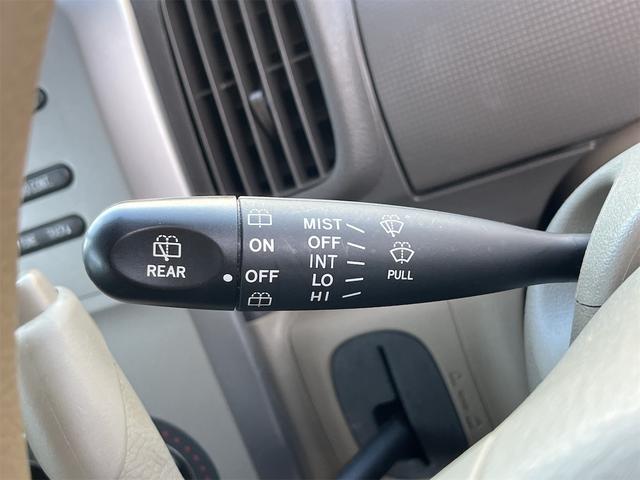 REAR
ON
OFF
MIST
OFF
INT
LO
HI
PULL